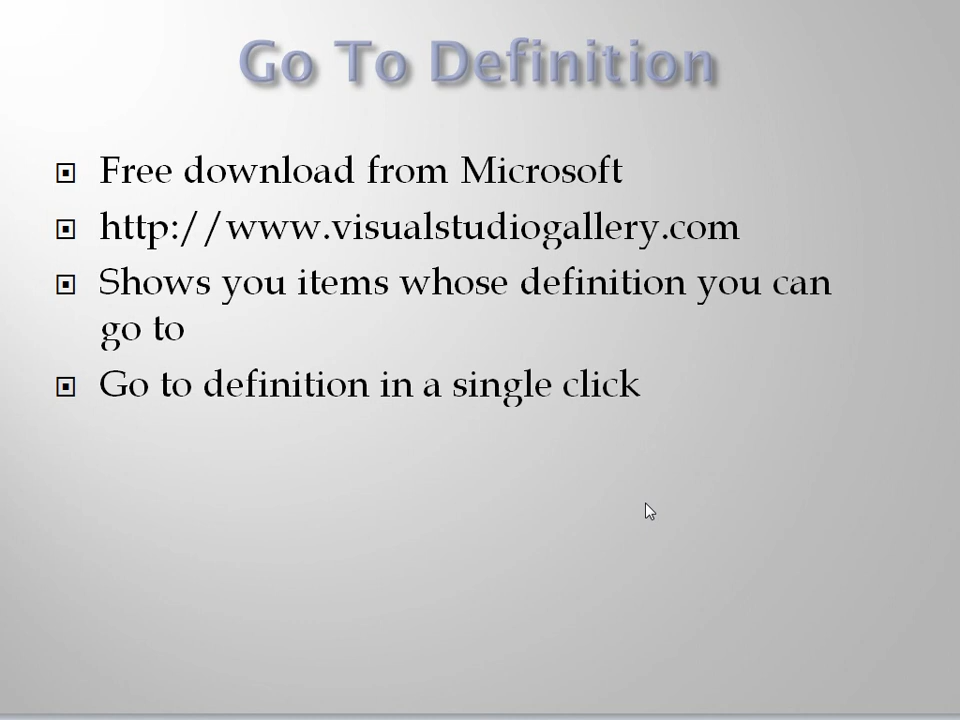 Go To Definition
Free download from Microsoft
http://www.visualstudiogallery.com
Shows you items whose definition you can
go to
Go to definition in a single click